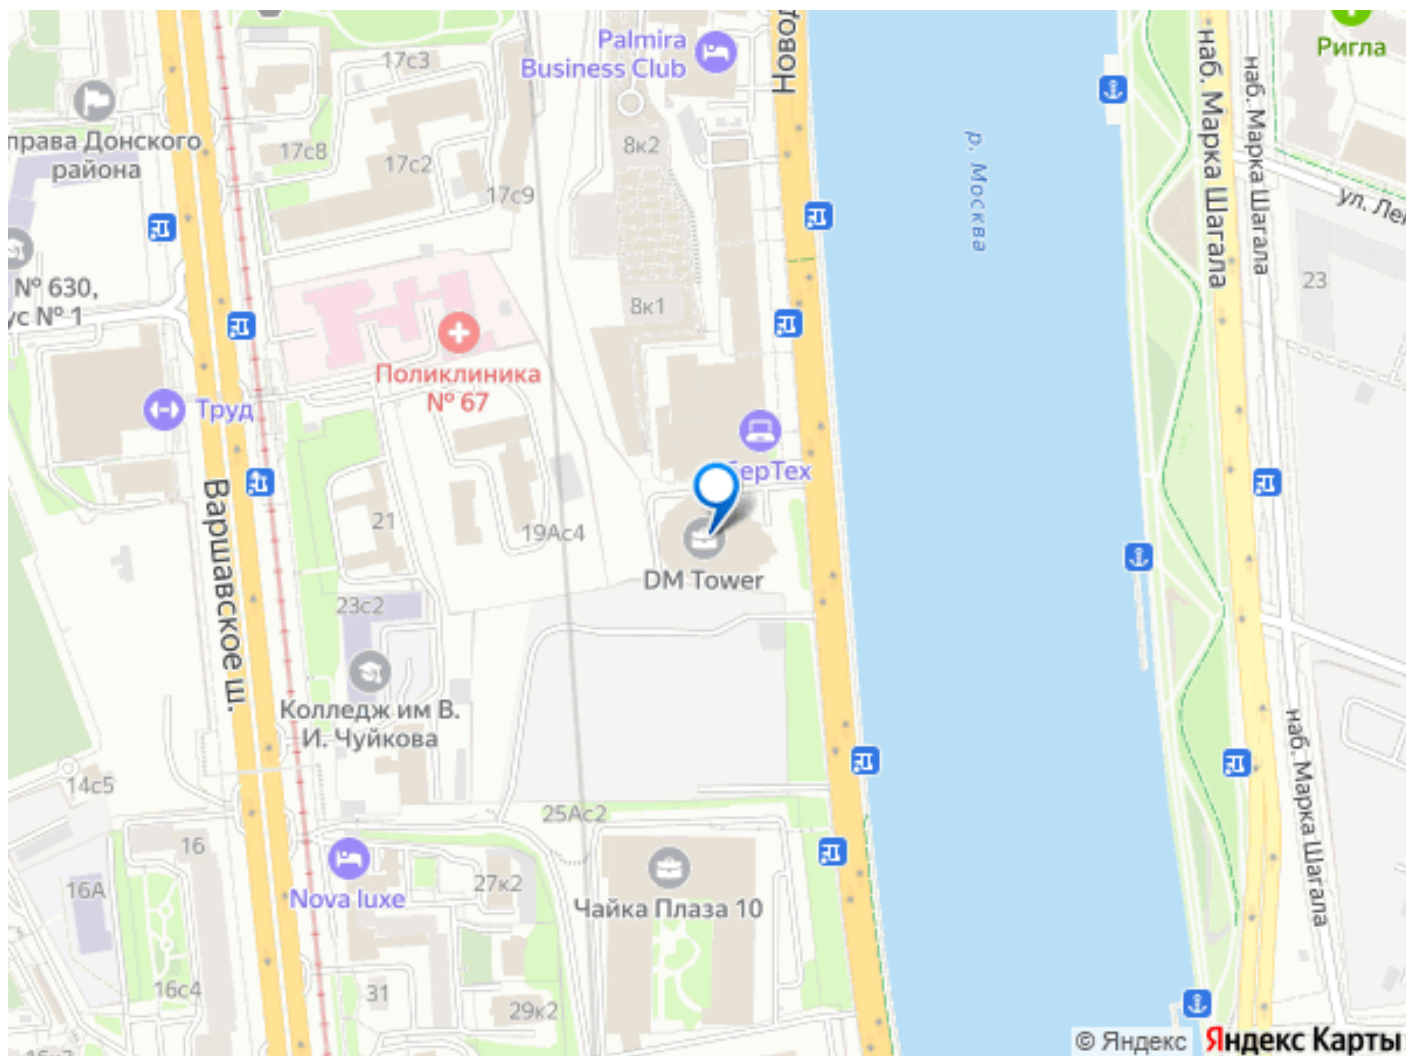 Palmira
Business Club
Новод
наб. Марка Шагала
наб. Марка Шагала
Ригла
17с3
права Донского
района
17с8
17с2
17с9
8к2
р. Москва
ул. Лег
№ 630,
ус № 1
8к1
23
Поликлиника
№ 67
Труд
берТех
Варшавское ш.
21
19Ас4
DM Tower
23с2
Колледж им В.
И. Чуйкова
наб. Марка Шагала
14с5
25Ас2
16
16А
Nova luxe
27к2
Чайка Плаза 10
16с4
31
29к2
© Яндекс Яндекс Карты